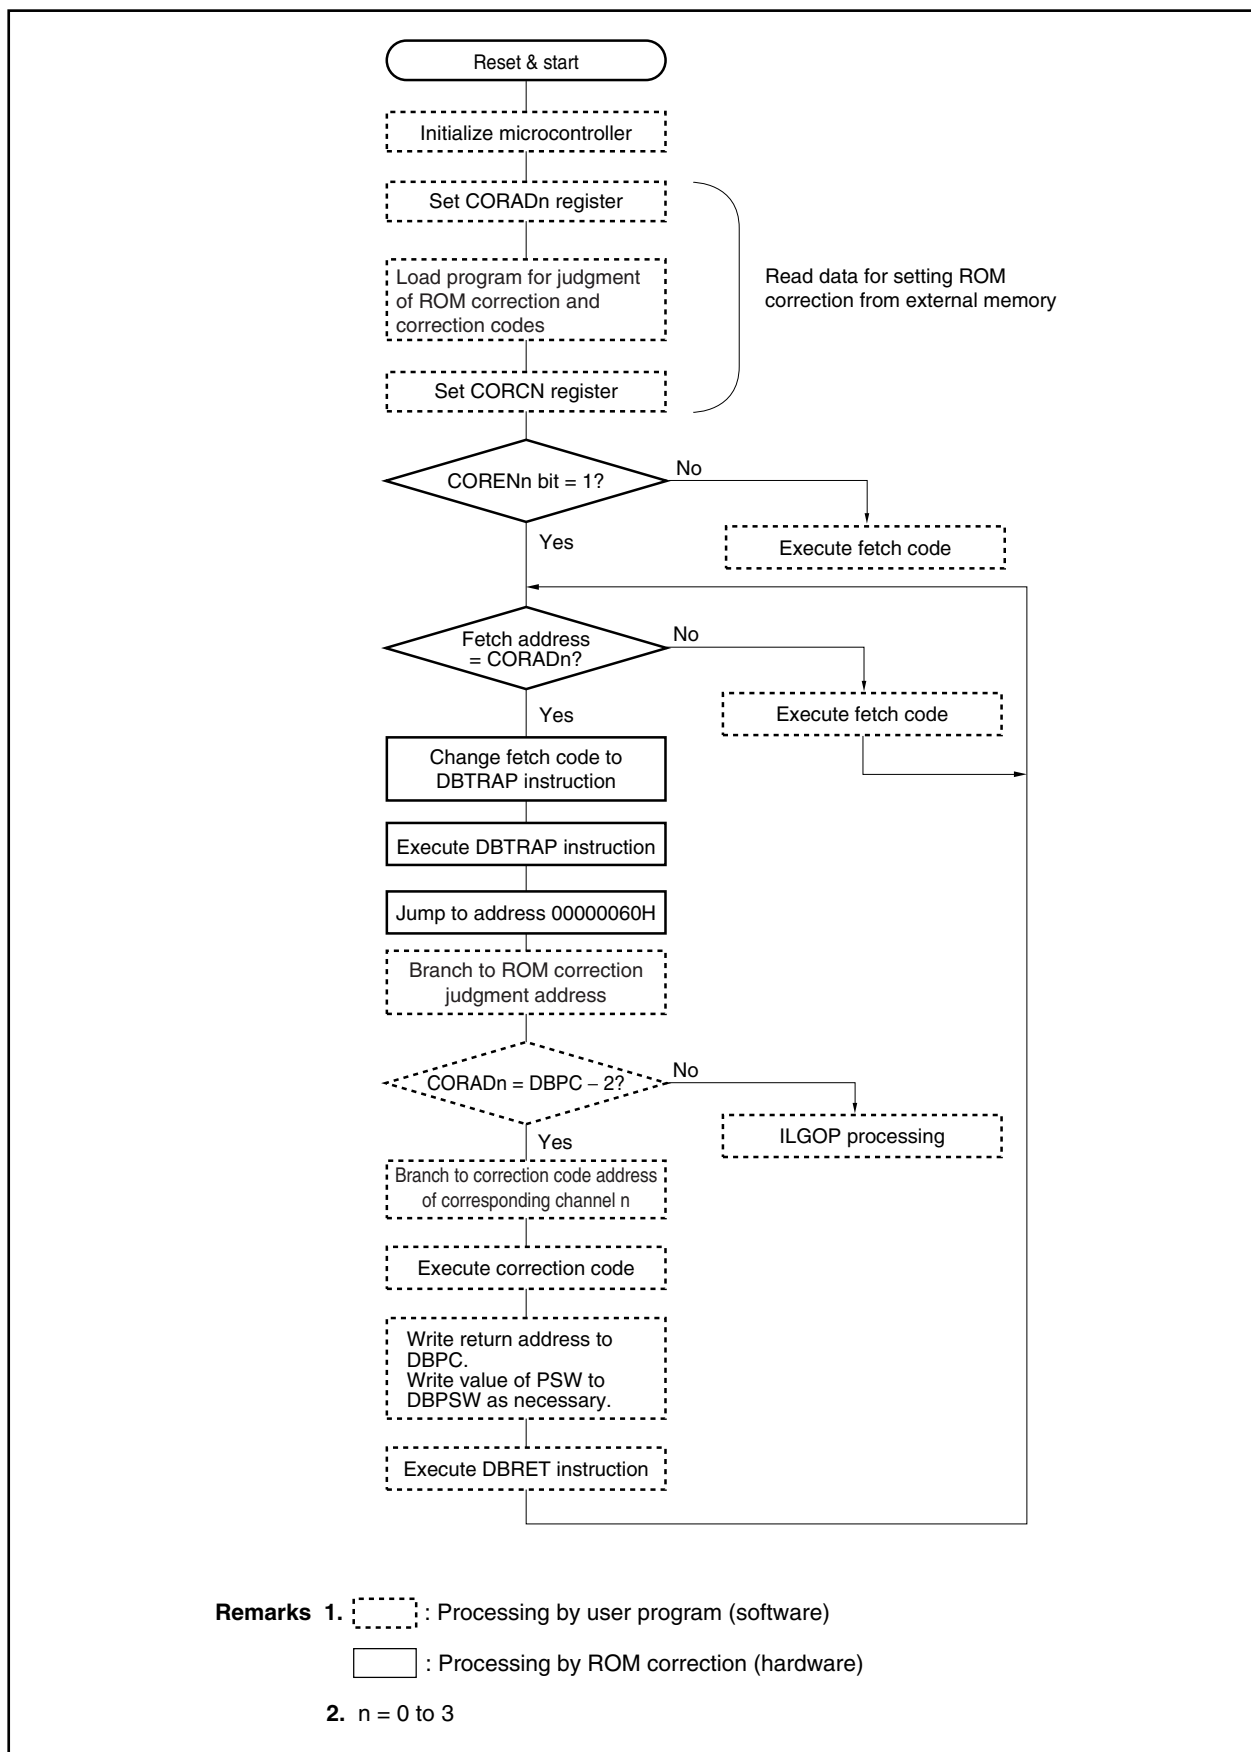 Reset & start
Initialize microcontroller
Set CORADn register
Load program for judgment
of ROM correction and
correction codes
Read data for setting ROM
correction from external memory
Set CORCN register
CORENn bit = 1?
No
Yes
Execute fetch code
Fetch address
= CORADn?
No
Yes
Execute fetch code
Change fetch code to
DBTRAP instruction
Execute DBTRAP instruction
Jump to address 00000060H
Branch to ROM correction
judgment address
CORADn = DBPC – 2?
No
Yes
ILGOP processing
Branch to correction code address
of corresponding channel n
Execute correction code
Write return address to
DBPC.
Write value of PSW to
DBPSW as necessary.
Execute DBRET instruction
Remarks 1. : Processing by user program (software)
: Processing by ROM correction (hardware)
2. n = 0 to 3